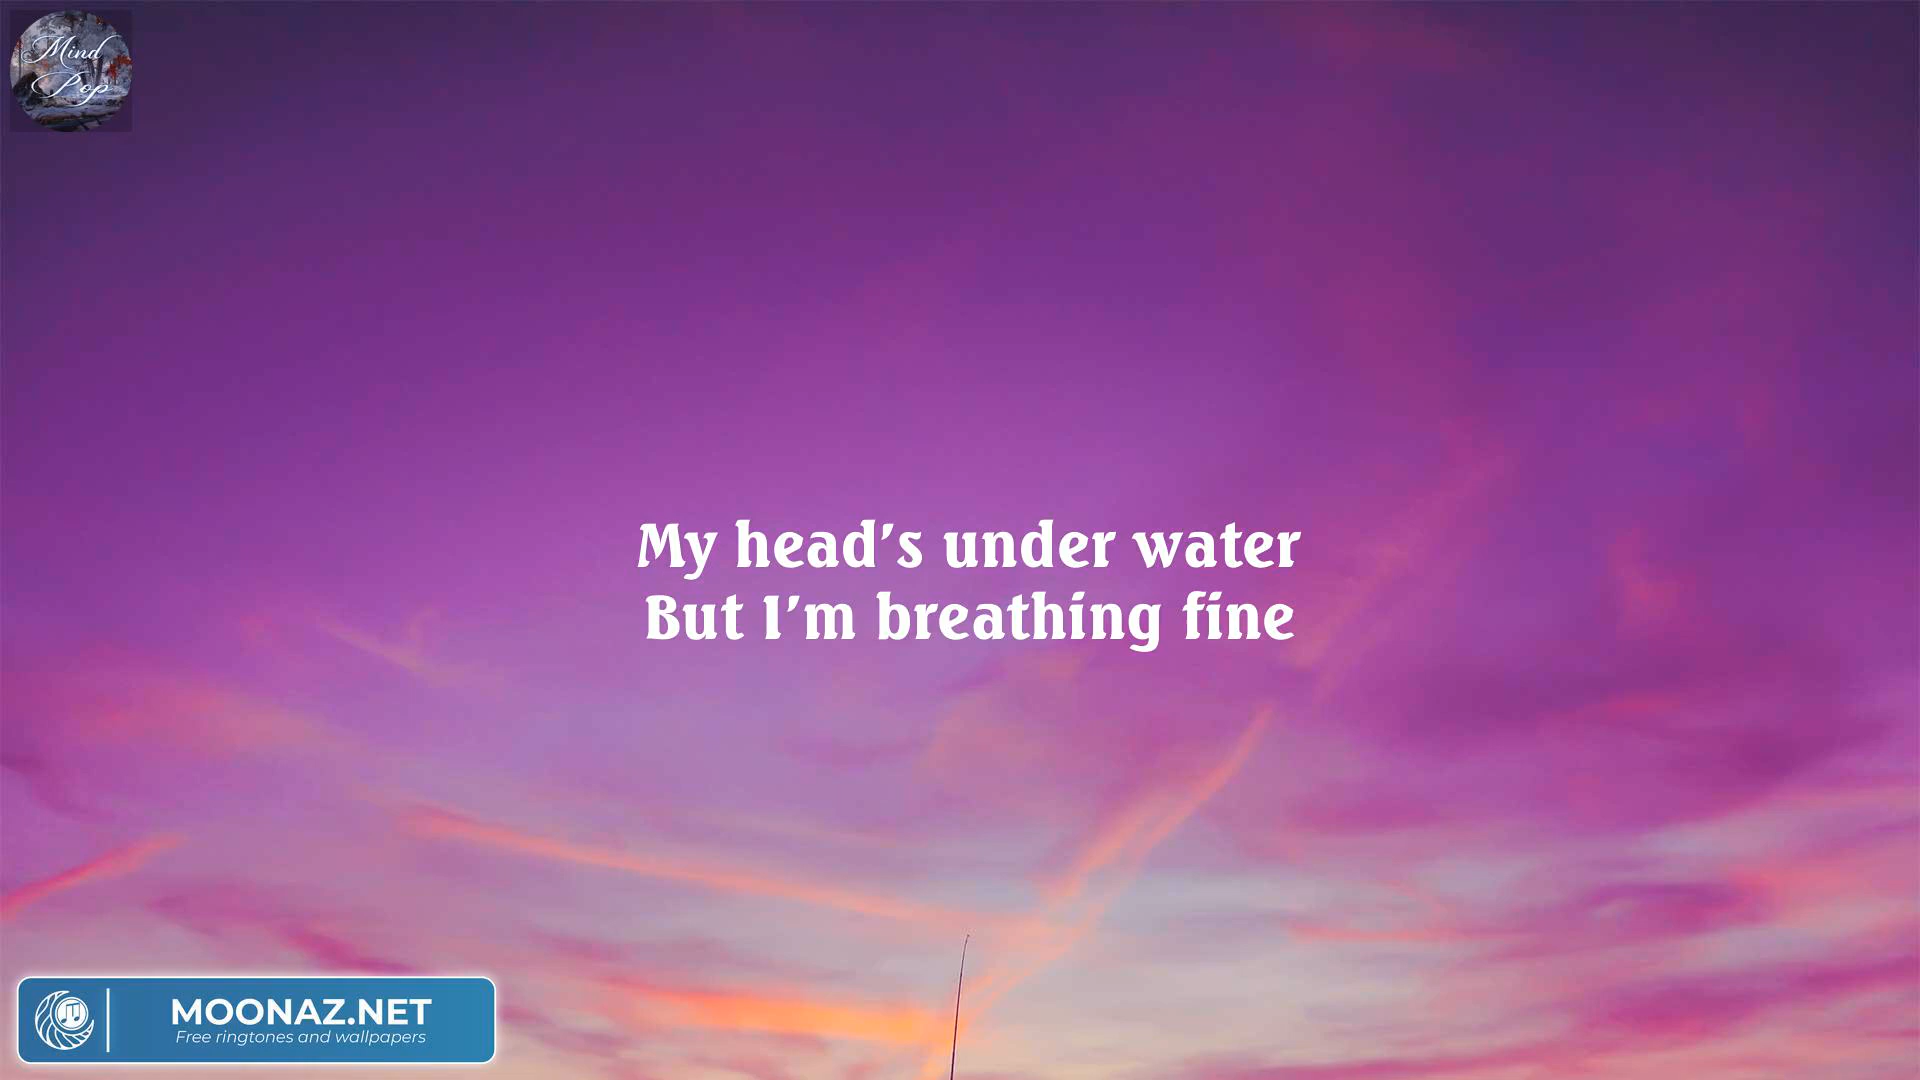 Mind
Pop
My head's under water
But I'm breathing fine
MOONAZ.NET
Free ringtones and wallpapers